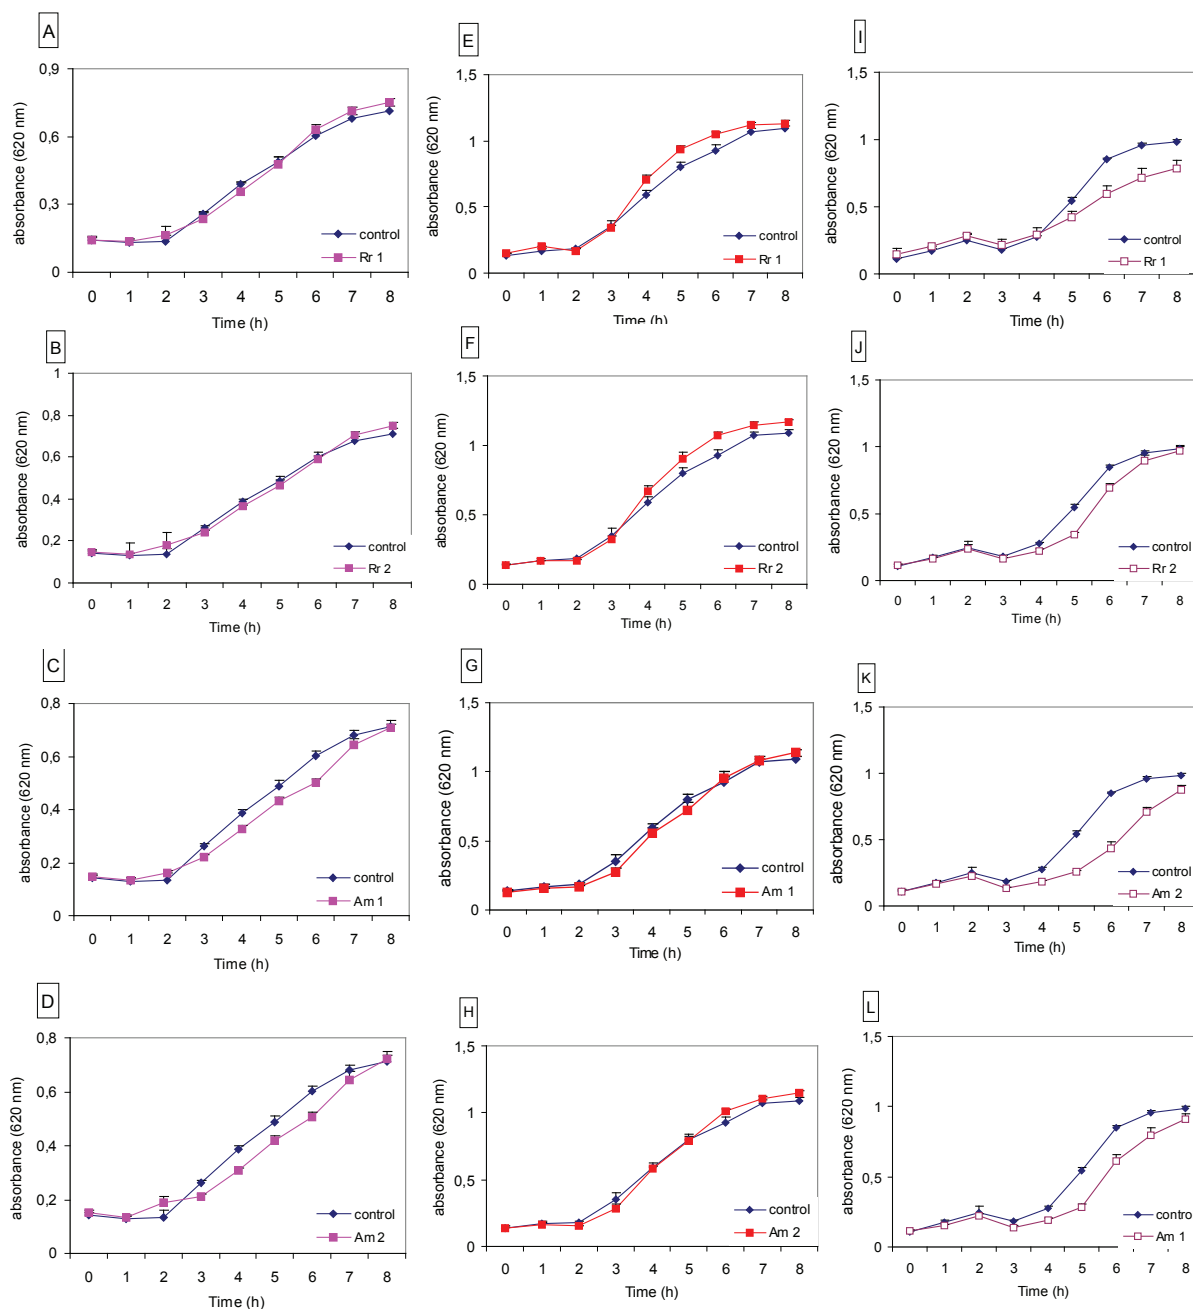 A
absorbance (620 nm)
0,9
0,6
0,3
0
control
Rr 1
0 1 2 3 4 5 6 7 8
Time (h)
E
absorbance (620 nm)
1,5
1
0,5
0
control
Rr 1
0 1 2 3 4 5 6 7 8
Time (h)
I
absorbance (620 nm)
1,5
1
0,5
0
control
Rr 1
0 1 2 3 4 5 6 7 8
Time (h)
B
absorbance (620 nm)
1
0,8
0,6
0,4
0,2
0
control
Rr 2
0 1 2 3 4 5 6 7 8
Time (h)
F
absorbance (620 nm)
1,5
1
0,5
0
control
Rr 2
0 1 2 3 4 5 6 7 8
Time (h)
J
absorbance (620 nm)
1,5
1
0,5
0
control
Rr 2
0 1 2 3 4 5 6 7 8
Time (h)
C
absorbance (620 nm)
0,8
0,6
0,4
0,2
0
control
Am 1
0 1 2 3 4 5 6 7 8
Time (h)
G
absorbance (620 nm)
1,5
1
0,5
0
control
Am 1
0 1 2 3 4 5 6 7 8
Time (h)
K
absorbance (620 nm)
1,5
1
0,5
0
control
Am 2
0 1 2 3 4 5 6 7 8
Time (h)
D
absorbance (620 nm)
0,8
0,6
0,4
0,2
0
control
Am 2
0 1 2 3 4 5 6 7 8
Time (h)
H
absorbance (620 nm)
1,5
1
0,5
0
control
Am 2
0 1 2 3 4 5 6 7 8
Time (h)
L
absorbance (620 nm)
1,5
1
0,5
0
control
Am 1
0 1 2 3 4 5 6 7 8
Time (h)